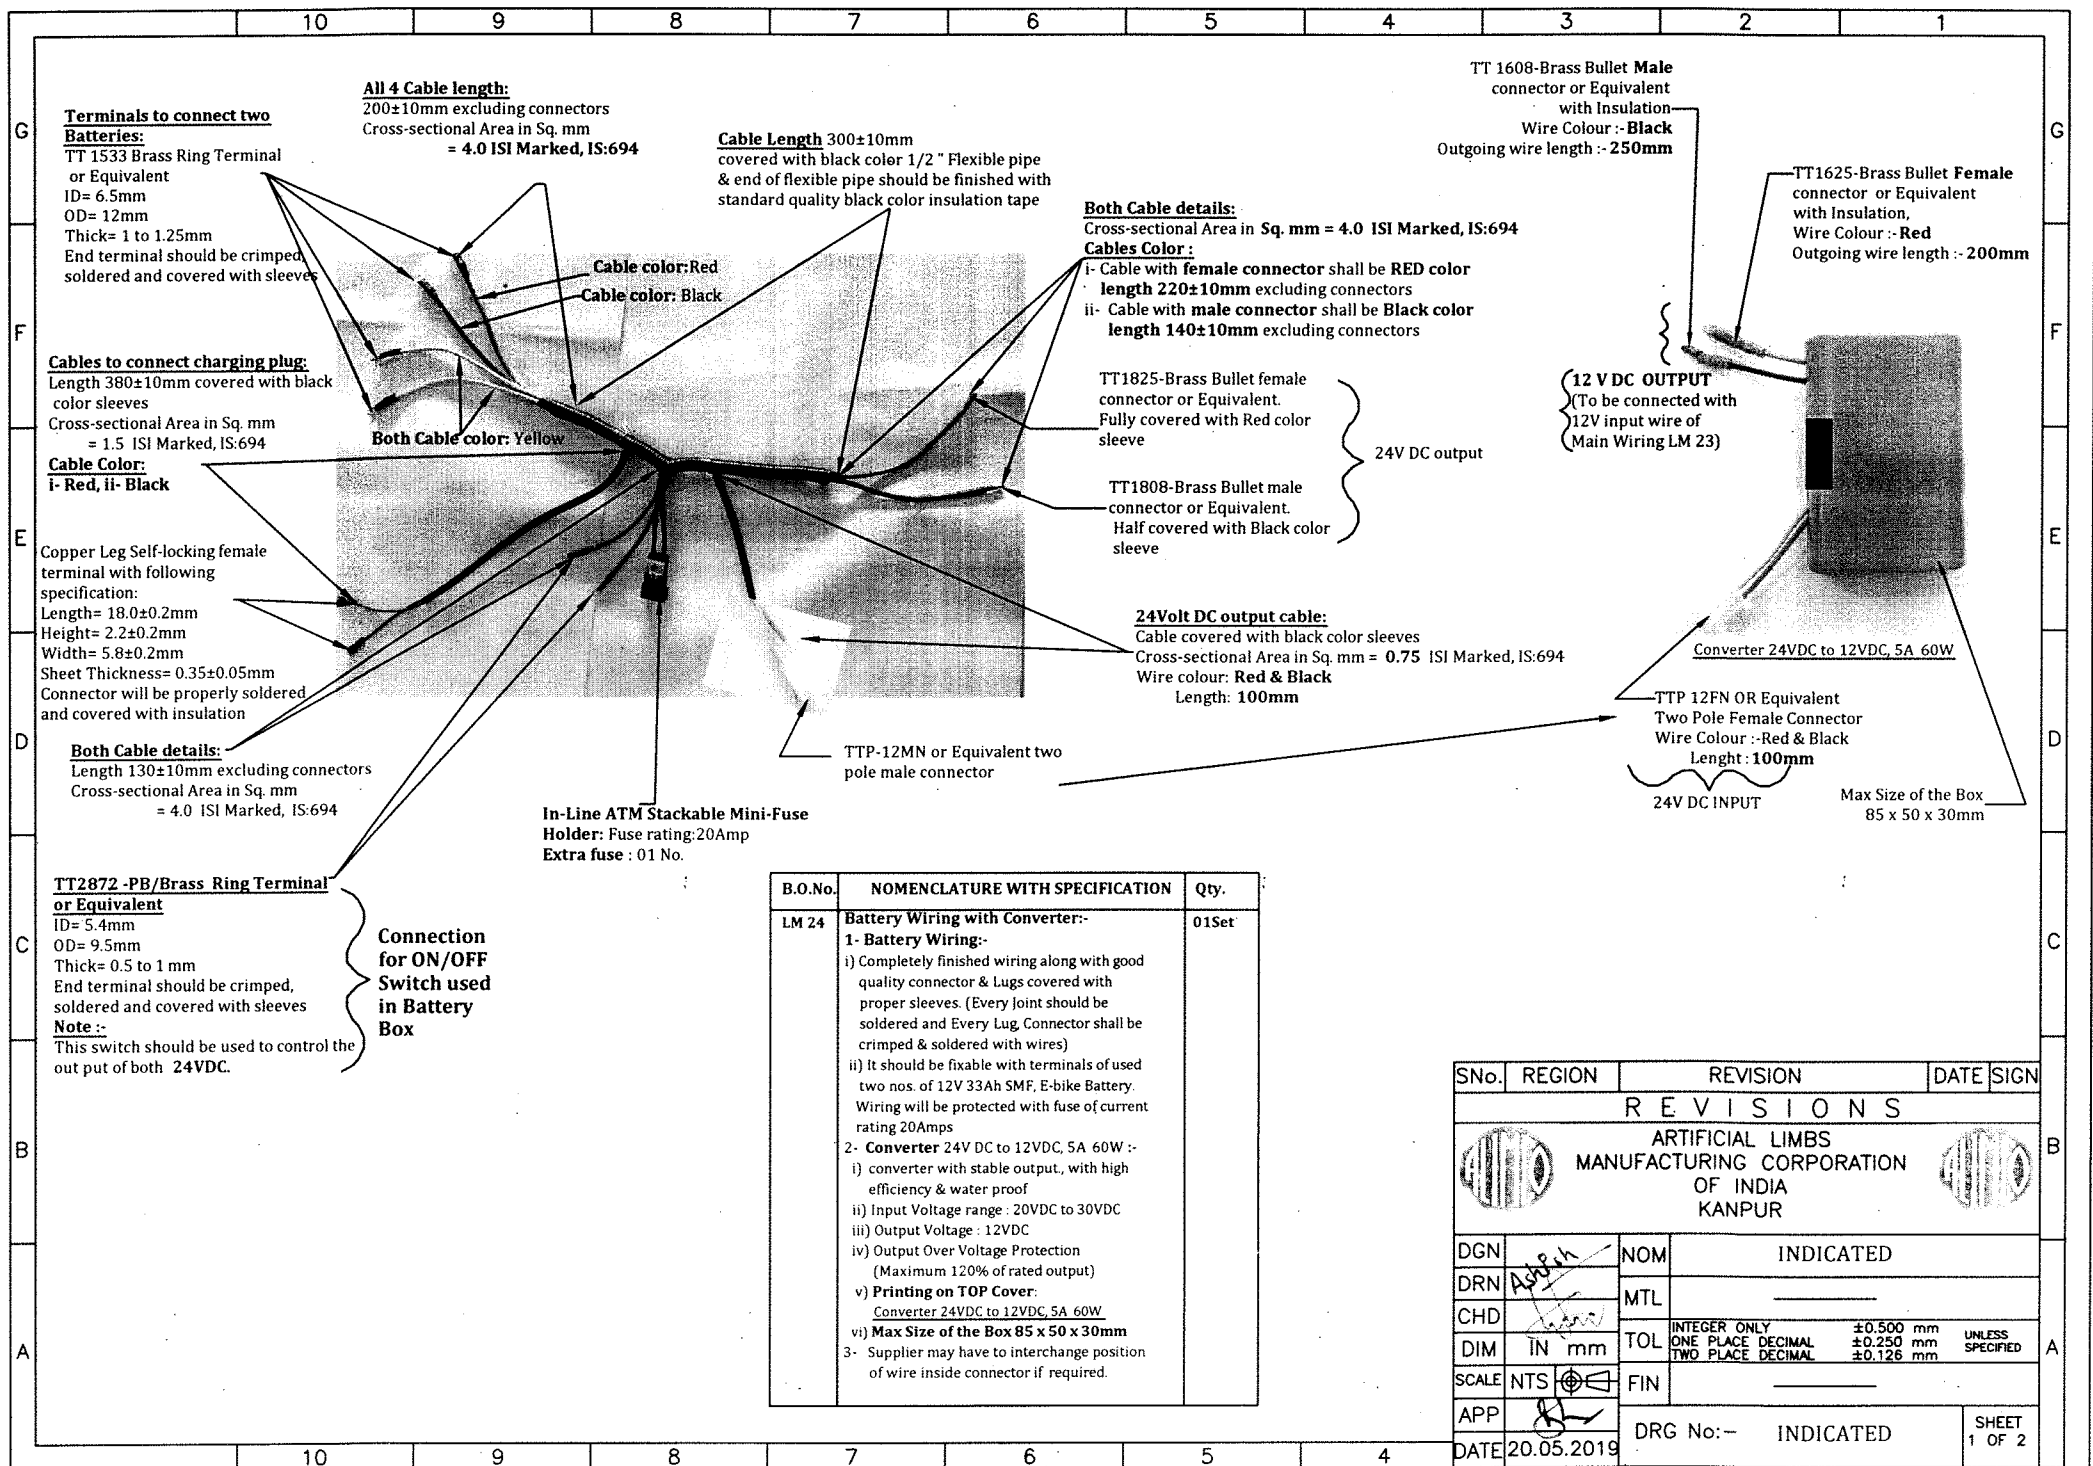 10 9 8 7 6 5 4 3 2 1
G
F
E
D
C
B
A
Terminals to connect two
Batteries:
TT 1533 Brass Ring Terminal
or Equivalent
ID= 6.5mm
OD= 12mm
Thick= 1 to 1.25mm
End terminal should be crimped,
soldered and covered with sleeves
All 4 Cable length:
200±10mm excluding connectors
Cross-sectional Area in Sq. mm
= 4.0 ISI Marked, IS:694
Cable Length 300±10mm
covered with black color 1/2 " Flexible pipe
& end of flexible pipe should be finished with
standard quality black color insulation tape
Cable color:Red
Cable color: Black
Both Cable details:
Cross-sectional Area in Sq. mm = 4.0 ISI Marked, IS:694
Cables Color :
i- Cable with female connector shall be RED color
length 220±10mm excluding connectors
ii- Cable with male connector shall be Black color
length 140±10mm excluding connectors
TT 1608-Brass Bullet Male
connector or Equivalent
with Insulation
Wire Colour :-Black
Outgoing wire length :- 250mm
TT1625-Brass Bullet Female
connector or Equivalent
with Insulation,
Wire Colour :-Red
Outgoing wire length :- 200mm
Cables to connect charging plug:
Length 380±10mm covered with black
color sleeves
Cross-sectional Area in Sq. mm
= 1.5 ISI Marked, IS:694
Cable Color:
i- Red, ii- Black
Both Cable color: Yellow
TT1825-Brass Bullet female
connector or Equivalent.
Fully covered with Red color
sleeve
24V DC output
TT1808-Brass Bullet male
connector or Equivalent.
Half covered with Black color
sleeve
12 V DC OUTPUT
(To be connected with
12V input wire of
Main Wiring LM 23)
Copper Leg Self-locking female
terminal with following
specification:
Length= 18.0±0.2mm
Height= 2.2±0.2mm
Width= 5.8±0.2mm
Sheet Thickness= 0.35±0.05mm
Connector will be properly soldered
and covered with insulation
24Volt DC output cable:
Cable covered with black color sleeves
Cross-sectional Area in Sq. mm = 0.75 ISI Marked, IS:694
Wire colour: Red & Black
Length: 100mm
Converter 24VDC to 12VDC, 5A 60W
TTP 12FN OR Equivalent
Two Pole Female Connector
Wire Colour :-Red & Black
Lenght : 100mm
24V DC INPUT
Max Size of the Box
85 x 50 x 30mm
Both Cable details:
Length 130±10mm excluding connectors
Cross-sectional Area in Sq. mm
= 4.0 ISI Marked, IS:694
TTP-12MN or Equivalent two
pole male connector
In-Line ATM Stackable Mini-Fuse
Holder: Fuse rating:20Amp
Extra fuse : 01 No.
TT2872 -PB/Brass Ring Terminal
or Equivalent
ID= 5.4mm
OD= 9.5mm
Thick= 0.5 to 1 mm
End terminal should be crimped,
soldered and covered with sleeves
Note :-
This switch should be used to control the
out put of both 24VDC.
Connection
for ON/OFF
Switch used
in Battery
Box
B.O.No. NOMENCLATURE WITH SPECIFICATION Qty.
LM 24 Battery Wiring with Converter:- 01Set
1- Battery Wiring:-
i) Completely finished wiring along with good
quality connector & Lugs covered with
proper sleeves. (Every Joint should be
soldered and Every Lug, Connector shall be
crimped & soldered with wires)
ii) It should be fixable with terminals of used
two nos. of 12V 33Ah SMF, E-bike Battery.
Wiring will be protected with fuse of current
rating 20Amps
2- Converter 24V DC to 12VDC, 5A 60W :-
i) converter with stable output., with high
efficiency & water proof
ii) Input Voltage range : 20VDC to 30VDC
iii) Output Voltage : 12VDC
iv) Output Over Voltage Protection
(Maximum 120% of rated output)
v) Printing on TOP Cover:
Converter 24VDC to 12VDC, 5A 60W
vi) Max Size of the Box 85 x 50 x 30mm
3- Supplier may have to interchange position
of wire inside connector if required.
SNo. REGION REVISION DATE SIGN
REVISIONS
ARTIFICIAL LIMBS
MANUFACTURING CORPORATION
OF INDIA
KANPUR
DGN NOM INDICATED
DRN Ashish
MTL
CHD
DIM IN mm
TOL INTEGER ONLY ±0.500 mm
ONE PLACE DECIMAL ±0.250 mm
TWO PLACE DECIMAL ±0.126 mm
UNLESS
SPECIFIED
SCALE NTS FIN
APP
DRG No:- INDICATED
SHEET
1 OF 2
DATE 20.05.2019
10 9 8 7 6 5 4
G
F
E
D
C
B
A